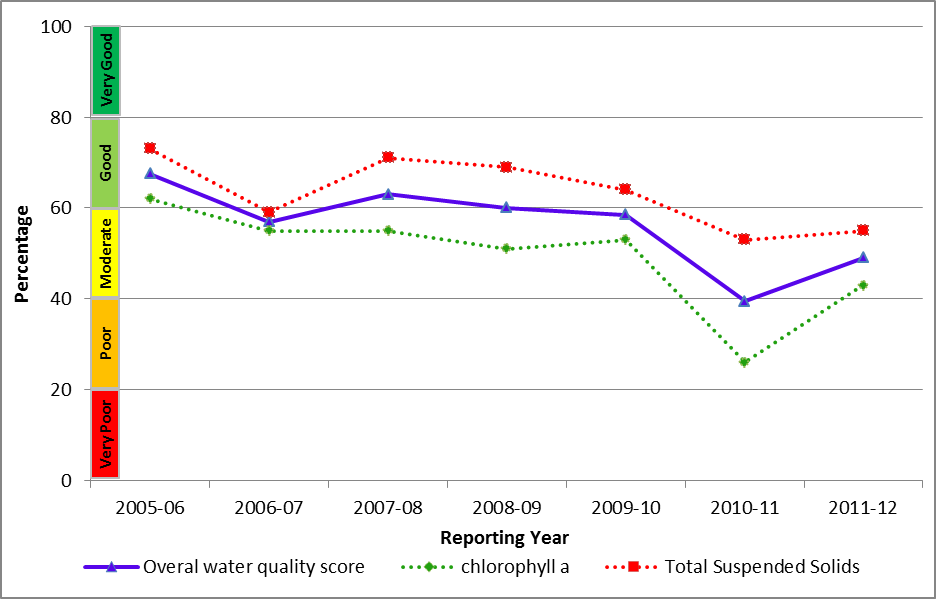 100
80
60
40
20
0
Very Good
Good
Moderate
Poor
Very Poor
Percentage
2005-06 2006-07 2007-08 2008-09 2009-10 2010-11 2011-12
Reporting Year
Overal water quality score chlorophyll a Total Suspended Solids